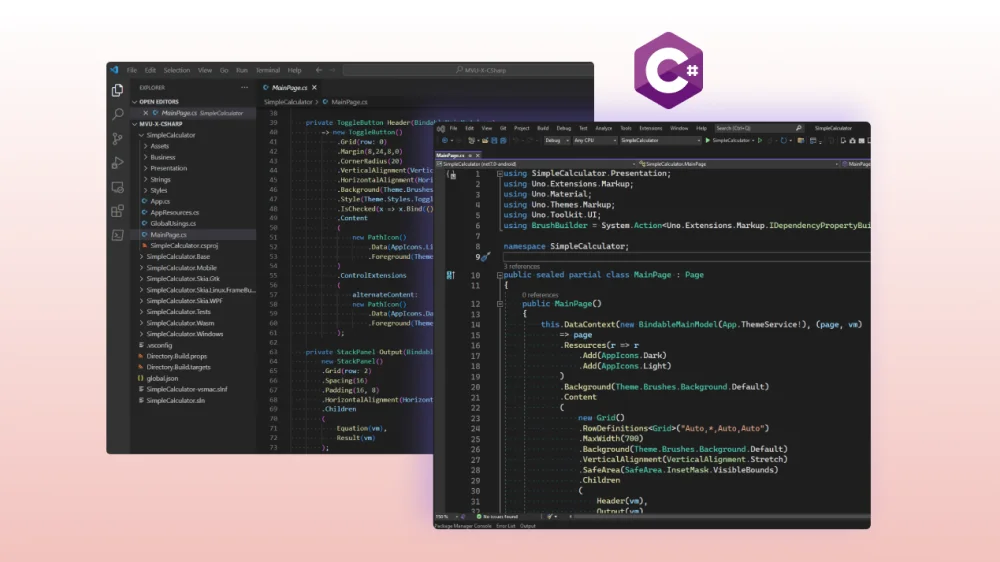 File Edit Selection View Go Run Terminal Help
MVU-X-CSharp
EXPLORER
OPEN EDITORS
MainPage.cs SimpleCalculator
MVU-X-CSHARP
SimpleCalculator
Assets
Business
Presentation
Strings
Styles
App.cs
AppResources.cs
GlobalUsings.cs
MainPage.cs
SimpleCalculator.csproj
SimpleCalculator.Base
SimpleCalculator.Mobile
SimpleCalculator.Skia.Gtk
SimpleCalculator.Skia.Linux.FrameBu...
SimpleCalculator.Skia.WPF
SimpleCalculator.Tests
SimpleCalculator.Wasm
SimpleCalculator.Windows
.vsconfig
Directory.Build.props
Directory.Build.targets
global.json
SimpleCalculator-vsmac.slnf
SimpleCalculator.sln
MainPage.cs
SimpleCalculator > MainPage.cs
38
39 private ToggleButton Header(Bindabl
40 => new ToggleButton()
41 .Grid(row: 0)
42 .Margin(8,24,8,0)
43 .CornerRadius(20)
44 .VerticalAlignment(Vertic
45 .HorizontalAlignment(Hori
46 .Background(Theme.Brushes
47 .Style(Theme.Styles.Toggl
48 .IsChecked(x => x.Bind(()
49 .Content
50 (
51 new PathIcon()
52 .Data(AppIcons.Li
53 .Foreground(Theme
54 )
55 .ControlExtensions
56 (
57 alternateContent:
58 new PathIcon()
59 .Data(AppIcons.Da
60 .Foreground(Theme
61 );
62
63 private StackPanel Output(Bindabl
64 new StackPanel()
65 .Grid(row: 2)
66 .Spacing(16)
67 .Padding(16, 8)
68 .HorizontalAlignment(Horizont
69 .Children
70 (
71 Equation(vm),
72 Result(vm)
73 );
C#
File Edit View Git Project Build Debug Test Analyze Tools Extensions Window Help Search (Ctrl+Q) SimpleCalculator
Debug Any CPU SimpleCalculator SimpleCalculator
MainPage.cs
SimpleCalculator (net7.0-android) SimpleCalculator.MainPage MainPage
1 using SimpleCalculator.Presentation;
2 using Uno.Extensions.Markup;
3 using Uno.Material;
4 using Uno.Themes.Markup;
5 using Uno.Toolkit.UI;
6 using BrushBuilder = System.Action<Uno.Extensions.Markup.IDependencyPropertyBui
7
8 namespace SimpleCalculator;
9
3 references
10 public sealed partial class MainPage : Page
11 {
0 references
12 public MainPage()
13 {
14 this.DataContext(new BindableMainModel(App.ThemeService!), (page, vm)
15 => page
16 .Resources(r => r
17 .Add(AppIcons.Dark)
18 .Add(AppIcons.Light)
19 )
20 .Background(Theme.Brushes.Background.Default)
21 .Content
22 (
23 new Grid()
24 .RowDefinitions<Grid>("Auto,*,Auto,Auto")
25 .MaxWidth(700)
26 .Background(Theme.Brushes.Background.Default)
27 .VerticalAlignment(VerticalAlignment.Stretch)
28 .SafeArea(SafeArea.InsetMask.VisibleBounds)
29 .Children
30 (
31 Header(vm),
32 Output(vm)
No issues found
Package Manager Console Error List Output